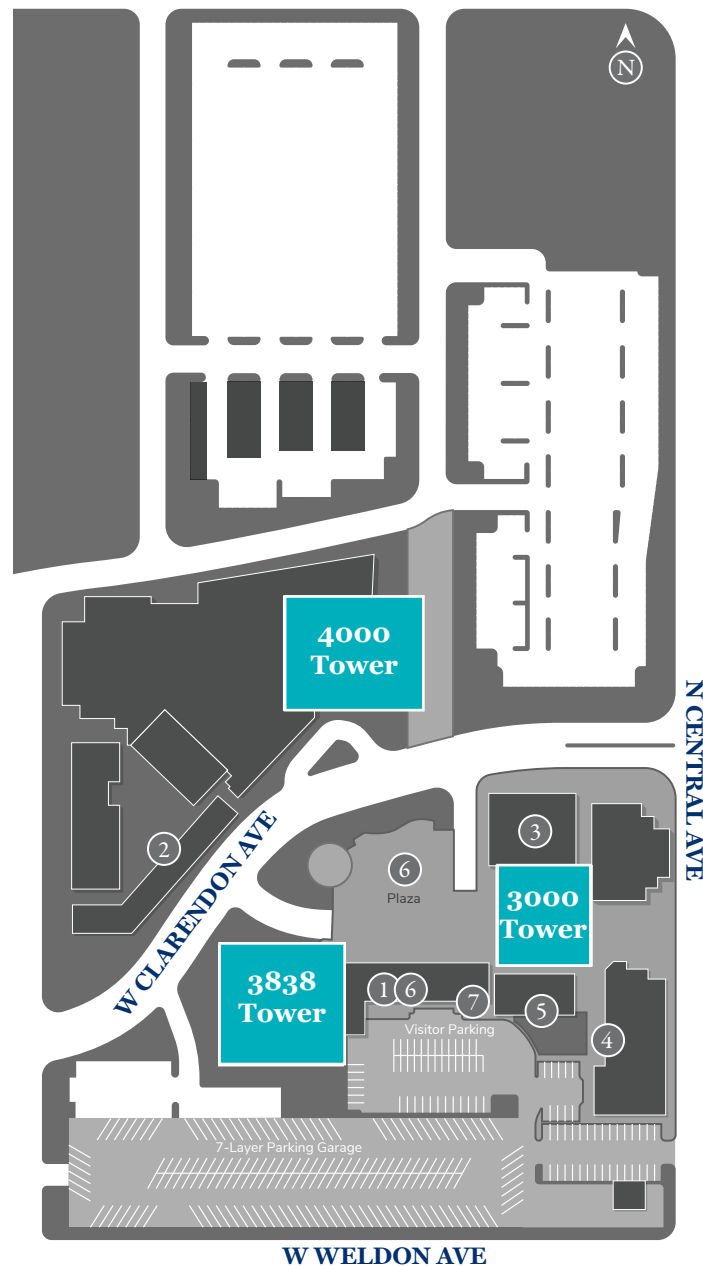 N
4000
Tower
N CENTRAL AVE
3
2
6
Plaza
W CLARENDON AVE
3000
Tower
3838
Tower
1
6
7
5
Visitor Parking
4
7-Layer Parking Garage
W WELDON AVE